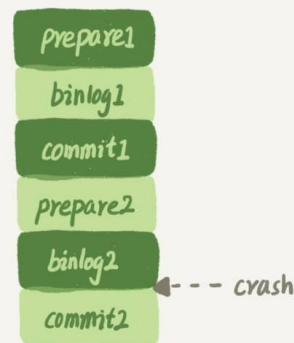 prepare1
binlog1
commit1
prepare2
binlog2
crash
commit2